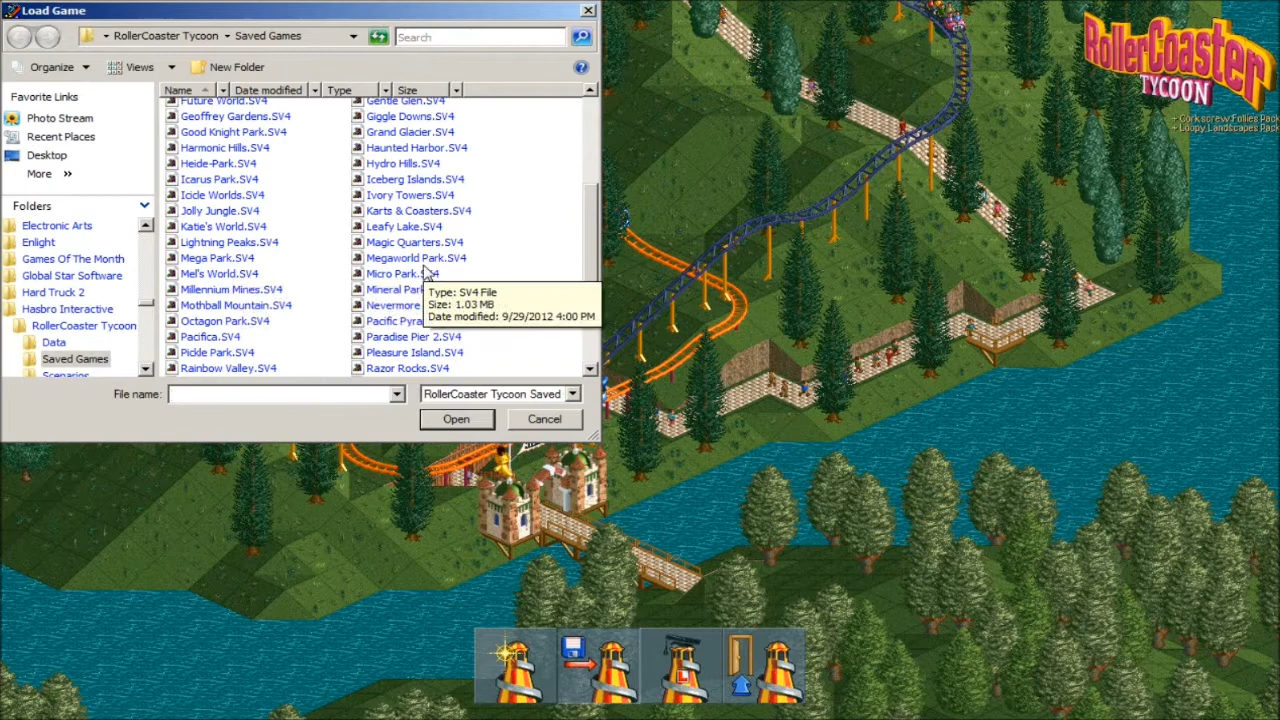 Load Game
RollerCoaster Tycoon
Saved Games
Search
Organize
Views
New Folder
Favorite Links
Photo Stream
Recent Places
Desktop
More
Folders
Electronic Arts
Enlight
Games Of The Month
Global Star Software
Hard Truck 2
Hasbro Interactive
RollerCoaster Tycoon
Data
Saved Games
Scenarios
Name
Date modified
Type
Size
Future World.SV4
Geoffrey Gardens.SV4
Good Knight Park.SV4
Harmonic Hills.SV4
Heide-Park.SV4
Icarus Park.SV4
Icicle Worlds.SV4
Jolly Jungle.SV4
Katie's World.SV4
Lightning Peaks.SV4
Mega Park.SV4
Mel's World.SV4
Millennium Mines.SV4
Mothball Mountain.SV4
Octagon Park.SV4
Pacifica.SV4
Pickle Park.SV4
Rainbow Valley.SV4
Gentle Glen.SV4
Giggle Downs.SV4
Grand Glacier.SV4
Haunted Harbor.SV4
Hydro Hills.SV4
Iceberg Islands.SV4
Ivory Towers.SV4
Karts & Coasters.SV4
Leafy Lake.SV4
Magic Quarters.SV4
Megaworld Park.SV4
Micro Park.
Mineral Park
Nevermore
Pacific Pyra
Paradise Pier 2.SV4
Pleasure Island.SV4
Razor Rocks.SV4
Type: SV4 File
Size: 1.03 MB
Date modified: 9/29/2012 4:00 PM
File name:
RollerCoaster Tycoon Saved
Open
Cancel
RollerCoaster
TYCOON
+ Corkscrew Follies Pack
+ Loopy Landscapes Pack